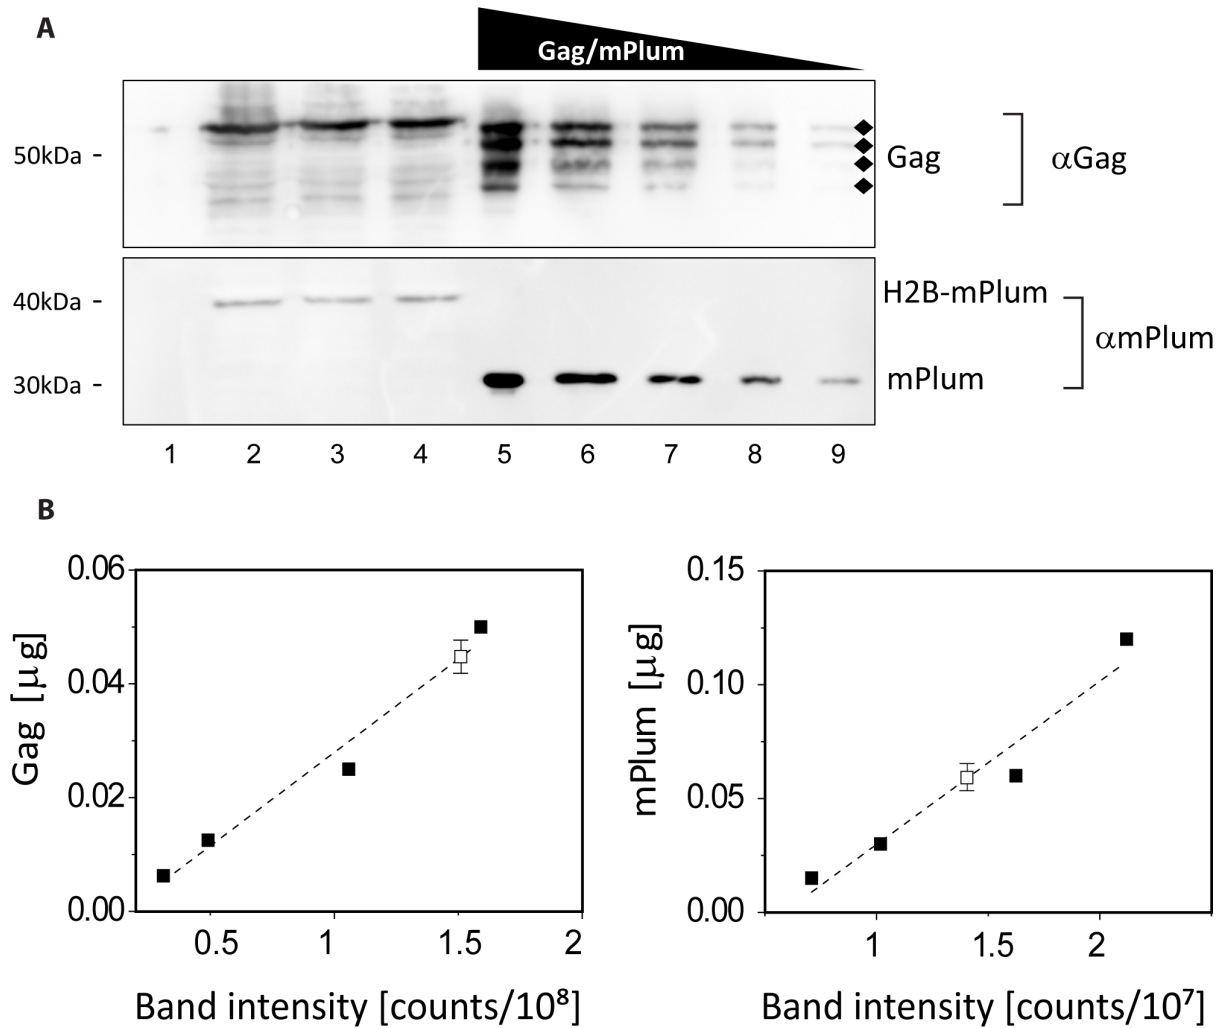 A
Gag/mPlum
50kDa -
Gag
αGag
40kDa -
H2B-mPlum
αmPlum
30kDa -
mPlum
1 2 3 4 5 6 7 8 9
B
0.06
0.04
0.02
0.00
Gag [μg]
0.5 1 1.5 2
Band intensity [counts/10⁸]
0.15
0.10
0.05
0.00
mPlum [μg]
1 1.5 2
Band intensity [counts/10⁷]